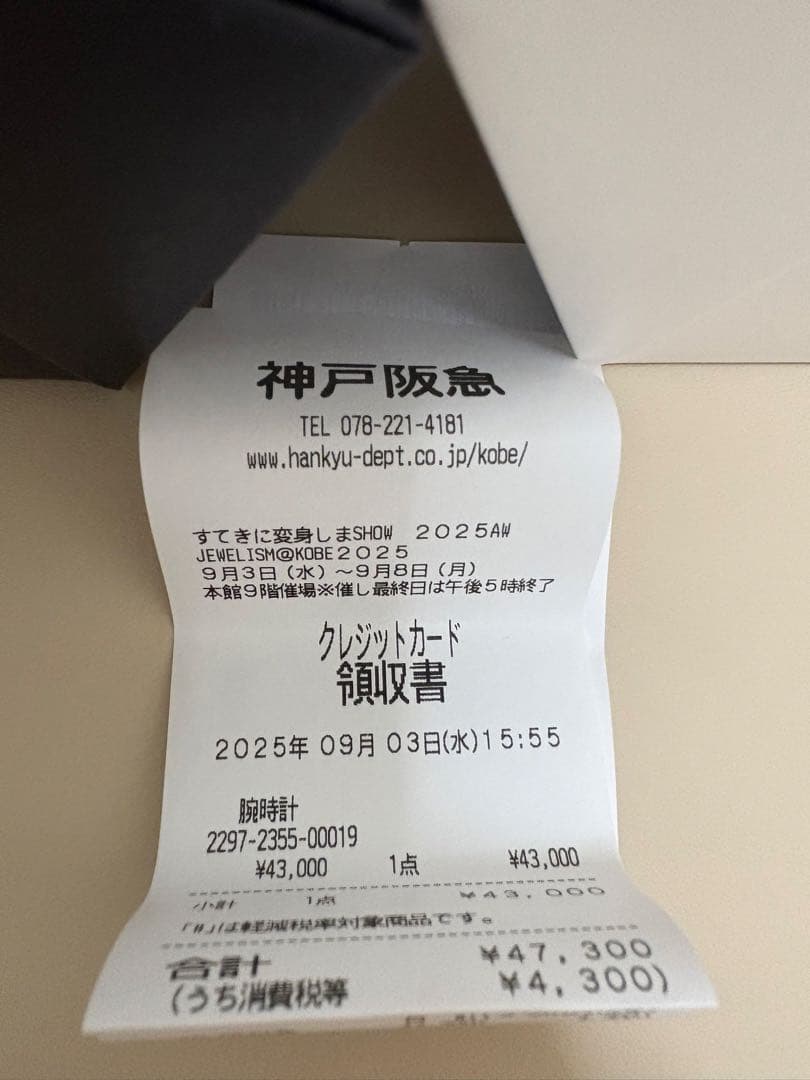 神戸阪急
TEL 078-221-4181
www.hankyu-dept.co.jp/kobe/
すてきに変身しまSHOW　２０２５AW
JEWELISM@KOBE２０２５
９月３日（水）～９月８日（月）
本館９階催場※催し最終日は午後５時終了
クレジットカード
領収書
２０２５年 ０９月 ０３日(水)１５:５５
腕時計
2297-2355-00019
¥43,000 1点 ¥43,000
小計 1点 ¥43,000
「#」は軽減税率対象商品です。
合計 ¥47,300
(うち消費税等 ¥4,300)